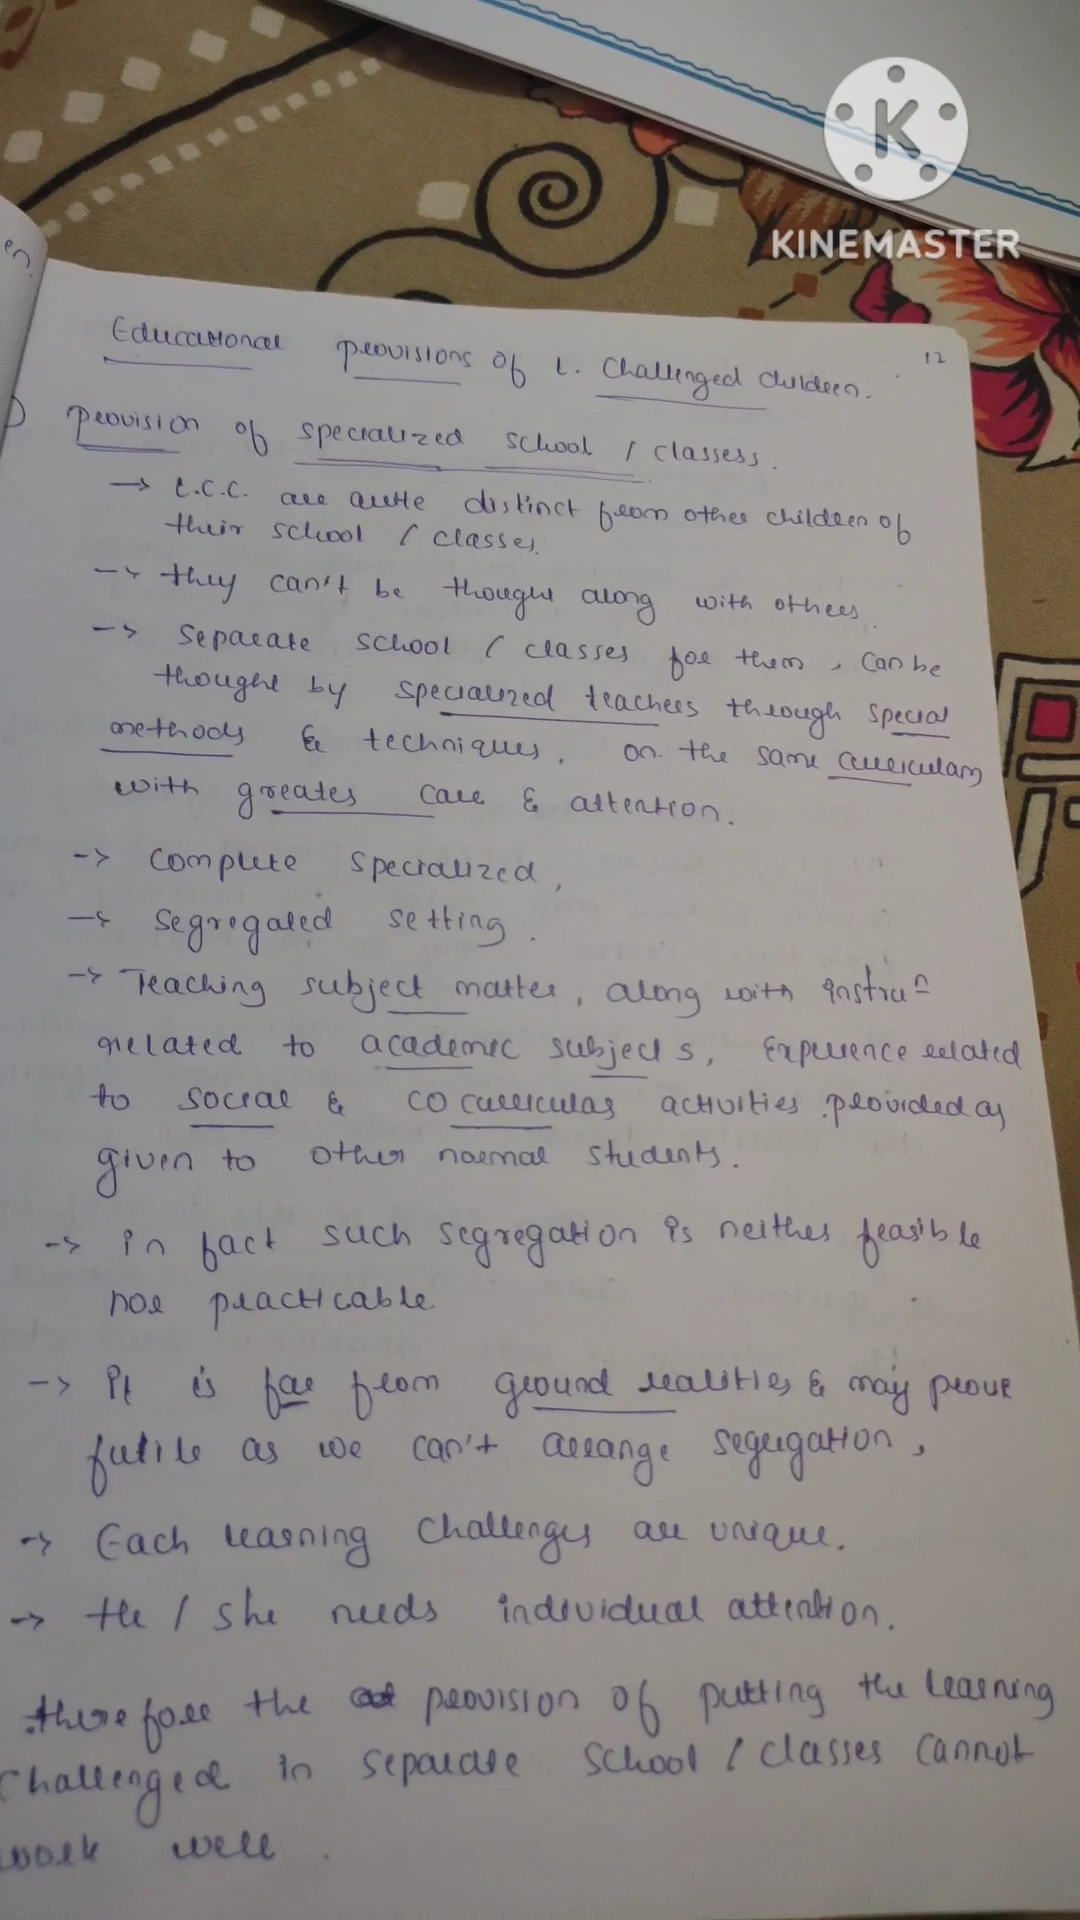 KINEMASTER
en.
12
Educational provisions of L. Challenged children.
provision of specialized school / classess.
→ L.C.C. are quite distinct from other children of
their school / classes.
→ they can't be thought along with others.
→ separate school / classes for them, can be
thought by specialized teachers through special
methods & techniques. on the same curriculam
with greates care & attention.
→ complete specialized,
→ segregated setting.
→ Teaching subject matter, along with instruⁿ
related to academic subjects, Experience related
to social & cocurricular activities provided as
given to other normal students.
→ in fact such segregation is neither feasible
nor practicable.
→ it is far from ground realities & may prove
futile as we can't arrange segregation,
→ Each learning challenges are unique.
→ He / she needs individual attention.
therefore the provision of putting the learning
challenged in separate school / classes cannot
work well.